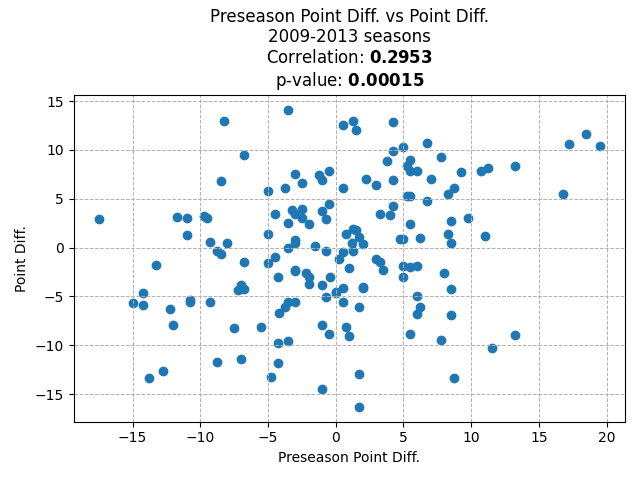 Preseason Point Diff. vs Point Diff.
2009-2013 seasons
Correlation: 0.2953
p-value: 0.00015
15
10
5
0
−5
−10
−15
Point Diff.
−15 −10 −5 0 5 10 15 20
Preseason Point Diff.